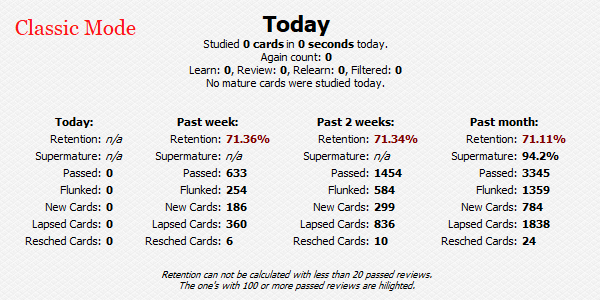 Classic Mode
Today
Studied 0 cards in 0 seconds today.
Again count: 0
Learn: 0, Review: 0, Relearn: 0, Filtered: 0
No mature cards were studied today.
Today: Past week: Past 2 weeks: Past month:
Retention: n/a Retention: 71.36% Retention: 71.34% Retention: 71.11%
Supermature: n/a Supermature: n/a Supermature: n/a Supermature: 94.2%
Passed: 0 Passed: 633 Passed: 1454 Passed: 3345
Flunked: 0 Flunked: 254 Flunked: 584 Flunked: 1359
New Cards: 0 New Cards: 186 New Cards: 299 New Cards: 784
Lapsed Cards: 0 Lapsed Cards: 360 Lapsed Cards: 836 Lapsed Cards: 1838
Resched Cards: 0 Resched Cards: 6 Resched Cards: 10 Resched Cards: 24
Retention can not be calculated with less than 20 passed reviews.
The one's with 100 or more passed reviews are hilighted.